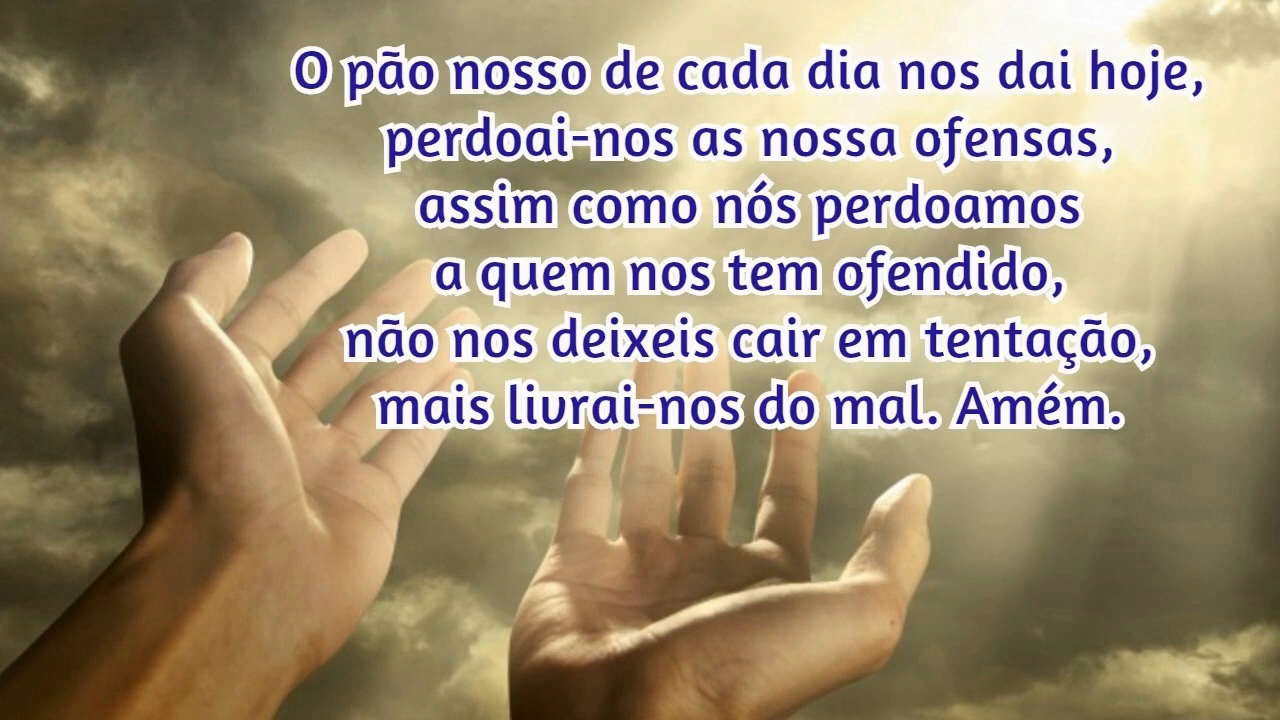 O pão nosso de cada dia nos dai hoje,
perdoai-nos as nossa ofensas,
assim como nós perdoamos
a quem nos tem ofendido,
não nos deixeis cair em tentação,
mais livrai-nos do mal. Amém.